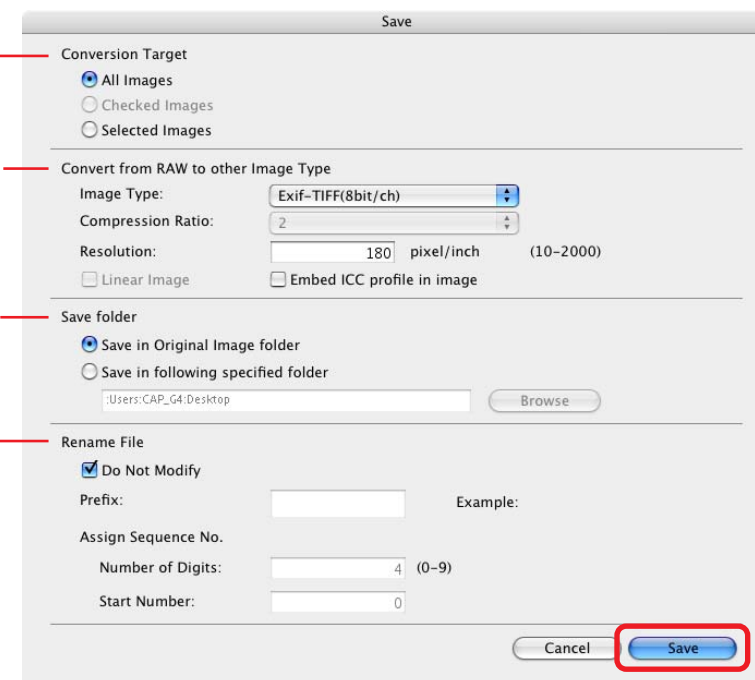 Save
Conversion Target
All Images
Checked Images
Selected Images
Convert from RAW to other Image Type
Image Type: Exif-TIFF(8bit/ch)
Compression Ratio: 2
Resolution: 180 pixel/inch (10-2000)
Linear Image Embed ICC profile in image
Save folder
Save in Original Image folder
Save in following specified folder
:Users:CAP_G4:Desktop Browse
Rename File
Do Not Modify
Prefix: Example:
Assign Sequence No.
Number of Digits: 4 (0-9)
Start Number: 0
Cancel Save